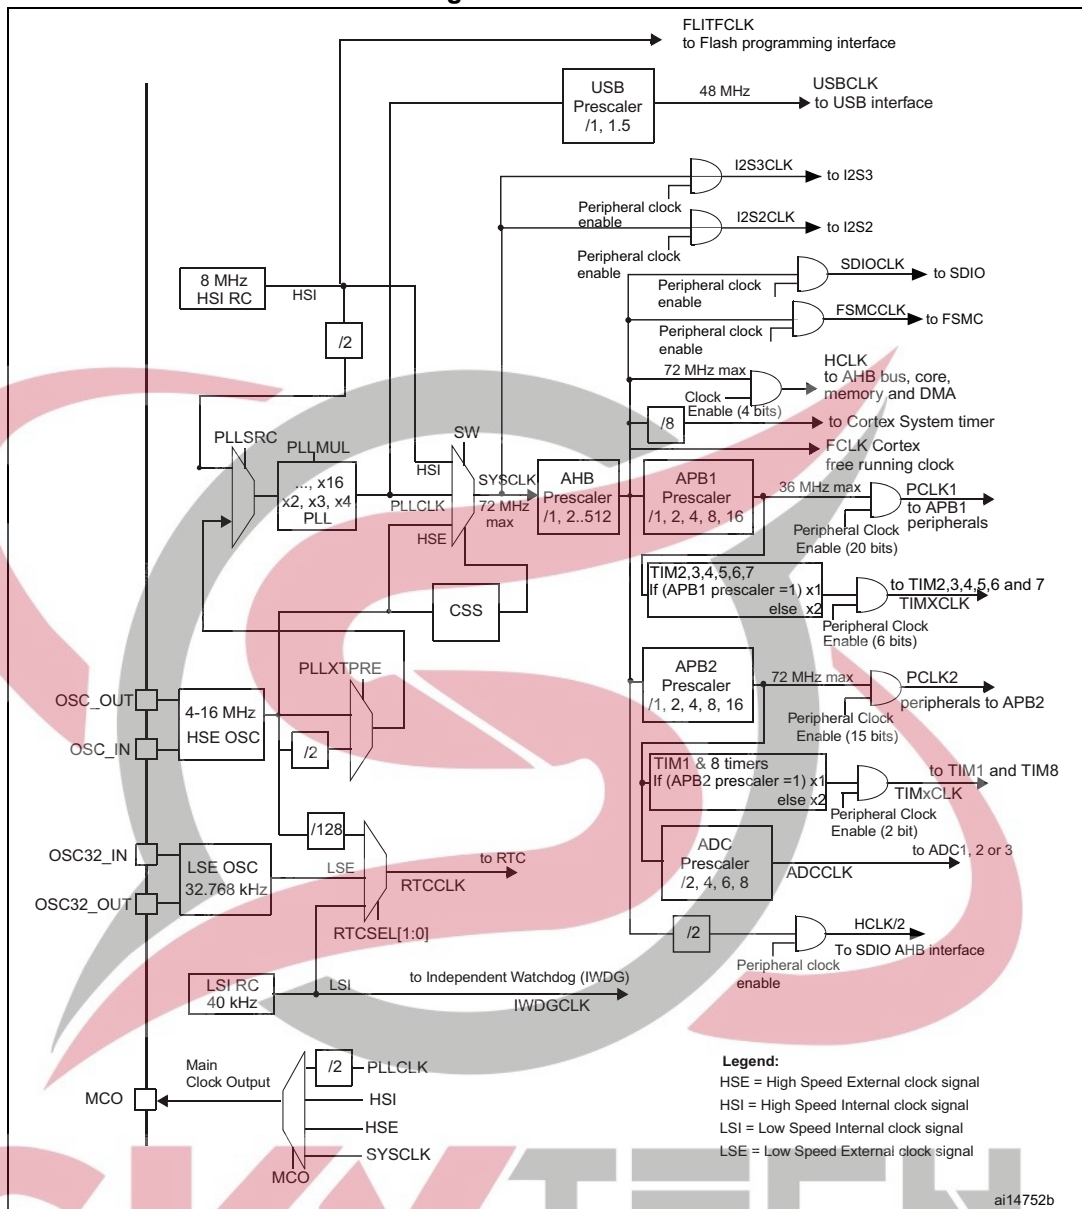 FLITFCLK
to Flash programming interface
USB
Prescaler
/1, 1.5
48 MHz
USBCLK
to USB interface
I2S3CLK
to I2S3
Peripheral clock
enable
I2S2CLK
to I2S2
Peripheral clock
enable
SDIOCLK
to SDIO
Peripheral clock
enable
FSMCCLK
to FSMC
Peripheral clock
enable
8 MHz
HSI RC
HSI
/2
HCLK
to AHB bus, core,
memory and DMA
72 MHz max
Clock
Enable (4 bits)
/8
to Cortex System timer
FCLK Cortex
free running clock
PLLSRC
PLLMUL
..., x16
x2, x3, x4
PLL
SW
HSI
PLLCLK
HSE
SYSCLK
72 MHz
max
AHB
Prescaler
/1, 2..512
APB1
Prescaler
/1, 2, 4, 8, 16
36 MHz max
PCLK1
to APB1
peripherals
Peripheral Clock
Enable (20 bits)
TIM2,3,4,5,6,7
If (APB1 prescaler =1) x1
else x2
to TIM2,3,4,5,6 and 7
TIMXCLK
Peripheral Clock
Enable (6 bits)
CSS
PLLXTPRE
OSC_OUT
OSC_IN
4-16 MHz
HSE OSC
/2
APB2
Prescaler
/1, 2, 4, 8, 16
72 MHz max
PCLK2
peripherals to APB2
Peripheral Clock
Enable (15 bits)
TIM1 & 8 timers
If (APB2 prescaler =1) x1
else x2
to TIM1 and TIM8
TIMxCLK
Peripheral Clock
Enable (2 bit)
/128
OSC32_IN
OSC32_OUT
LSE OSC
32.768 kHz
LSE
to RTC
RTCCLK
RTCSEL[1:0]
ADC
Prescaler
/2, 4, 6, 8
to ADC1, 2 or 3
ADCCLK
/2
HCLK/2
To SDIO AHB interface
Peripheral clock
enable
LSI RC
40 kHz
LSI
to Independent Watchdog (IWDG)
IWDGCLK
Main
Clock Output
MCO
/2
PLLCLK
HSI
HSE
SYSCLK
MCO
Legend:
HSE = High Speed External clock signal
HSI = High Speed Internal clock signal
LSI = Low Speed Internal clock signal
LSE = Low Speed External clock signal
SKYTECH
ai14752b